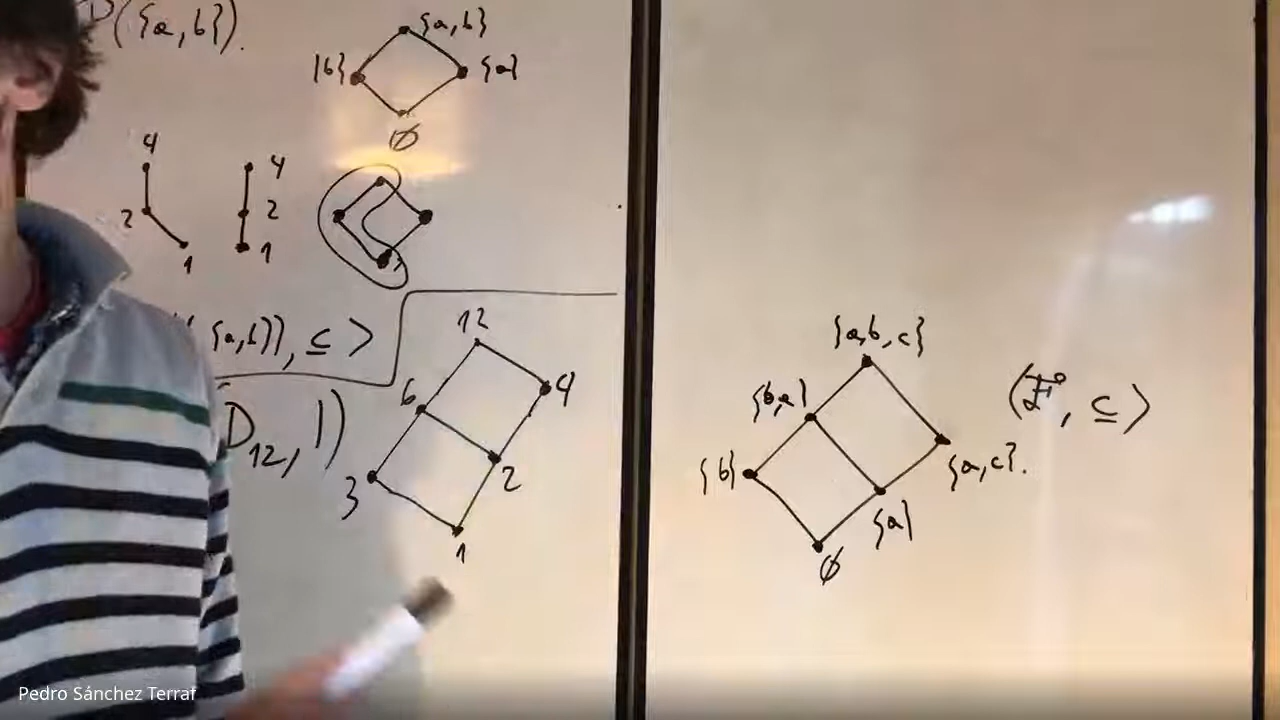 P({a,b}).
{a,b}
{b}
{a}
∅
4
2
1
4
2
1
{a,b}), ⊆ ⟩
D₁₂, |)
12
6
4
3
2
1
{a,b,c}
{b,a}
(F, ⊆ ⟩
{b}
{a,c}.
{a}
∅
Pedro Sánchez Terraf